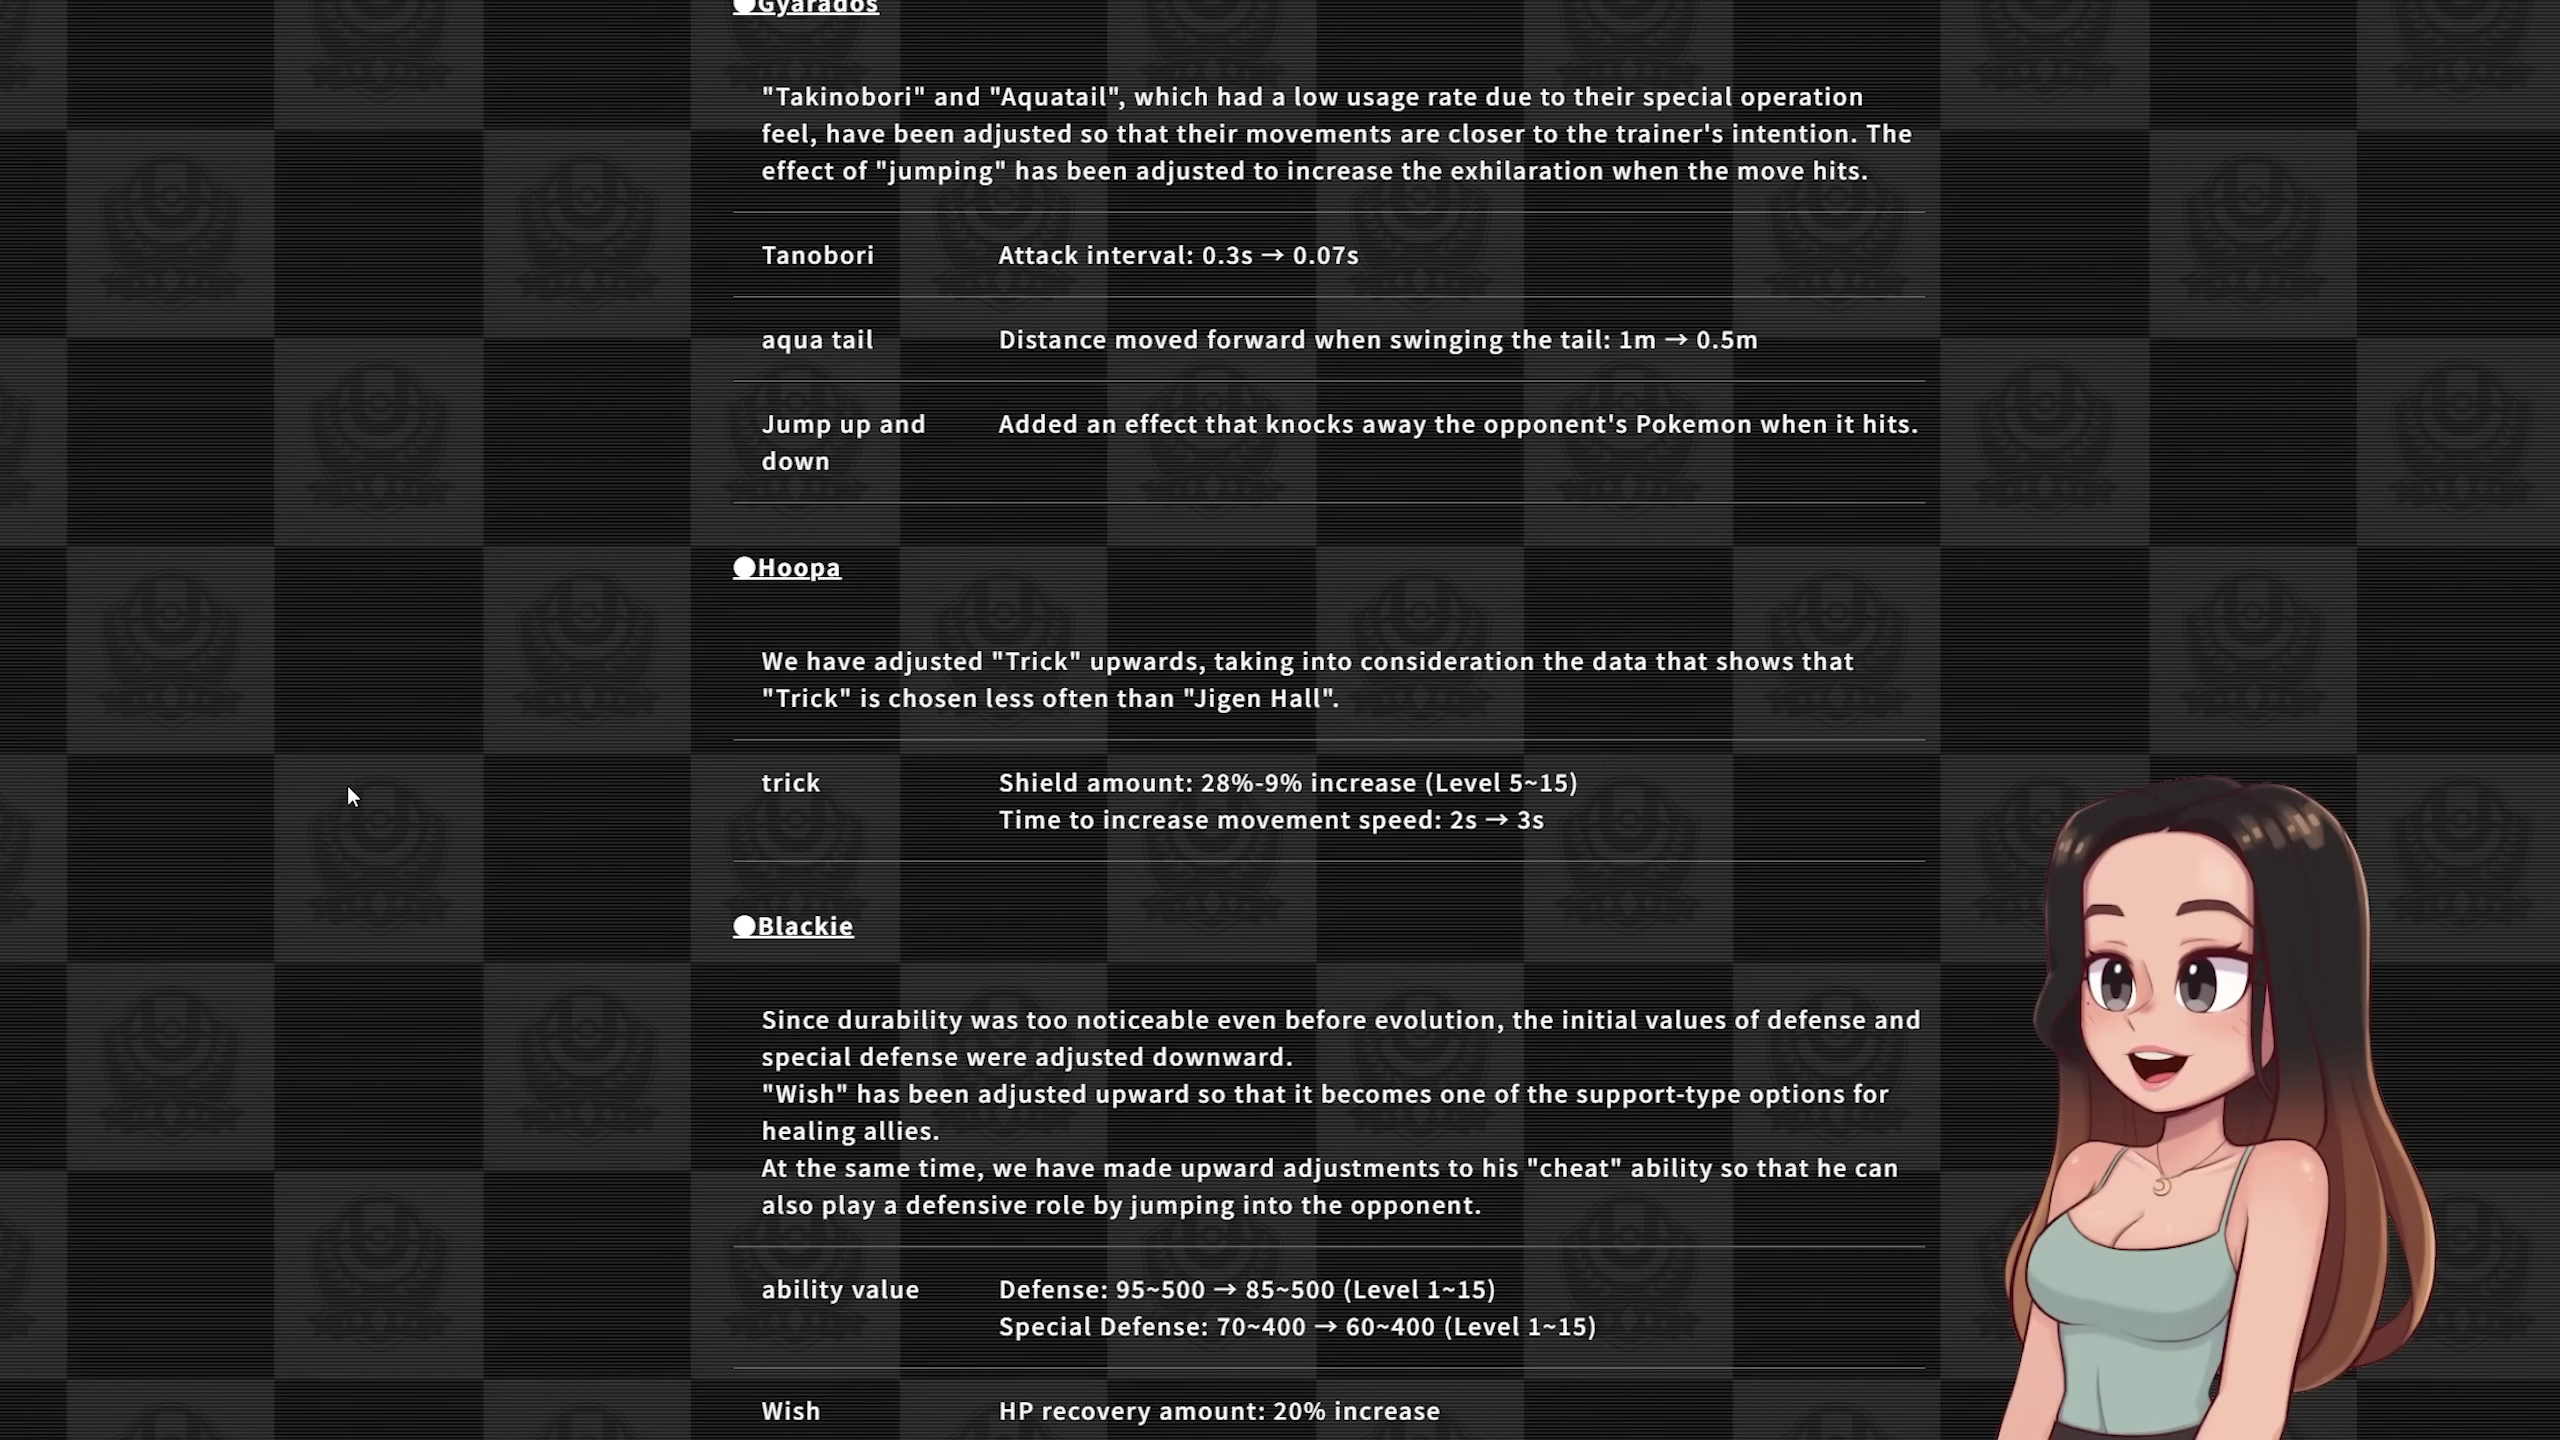 ●Gyarados
"Takinobori" and "Aquatail", which had a low usage rate due to their special operation
feel, have been adjusted so that their movements are closer to the trainer's intention. The
effect of "jumping" has been adjusted to increase the exhilaration when the move hits.
Tanobori Attack interval: 0.3s → 0.07s
aqua tail Distance moved forward when swinging the tail: 1m → 0.5m
Jump up and Added an effect that knocks away the opponent's Pokemon when it hits.
down
●Hoopa
We have adjusted "Trick" upwards, taking into consideration the data that shows that
"Trick" is chosen less often than "Jigen Hall".
trick Shield amount: 28%-9% increase (Level 5~15)
Time to increase movement speed: 2s → 3s
●Blackie
Since durability was too noticeable even before evolution, the initial values of defense and
special defense were adjusted downward.
"Wish" has been adjusted upward so that it becomes one of the support-type options for
healing allies.
At the same time, we have made upward adjustments to his "cheat" ability so that he can
also play a defensive role by jumping into the opponent.
ability value Defense: 95~500 → 85~500 (Level 1~15)
Special Defense: 70~400 → 60~400 (Level 1~15)
Wish HP recovery amount: 20% increase